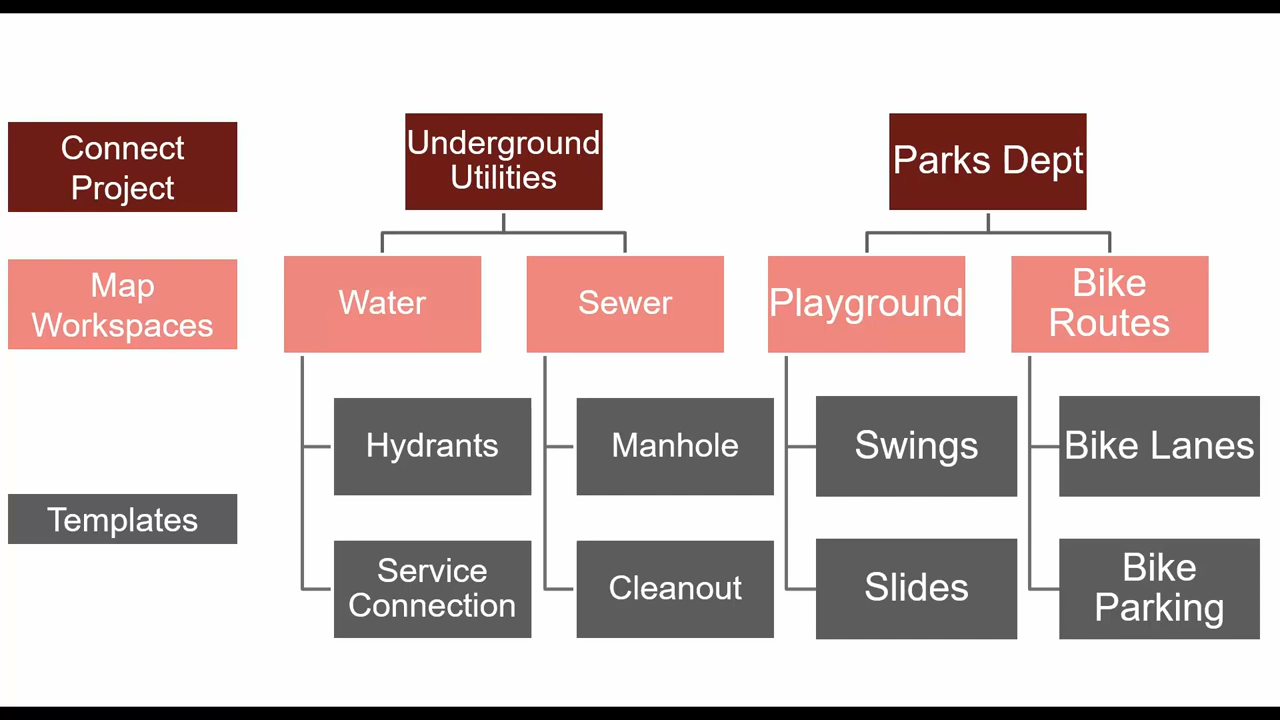 Connect
Project
Underground
Utilities
Parks Dept
Map
Workspaces
Water
Sewer
Playground
Bike
Routes
Templates
Hydrants
Manhole
Swings
Bike Lanes
Service
Connection
Cleanout
Slides
Bike
Parking